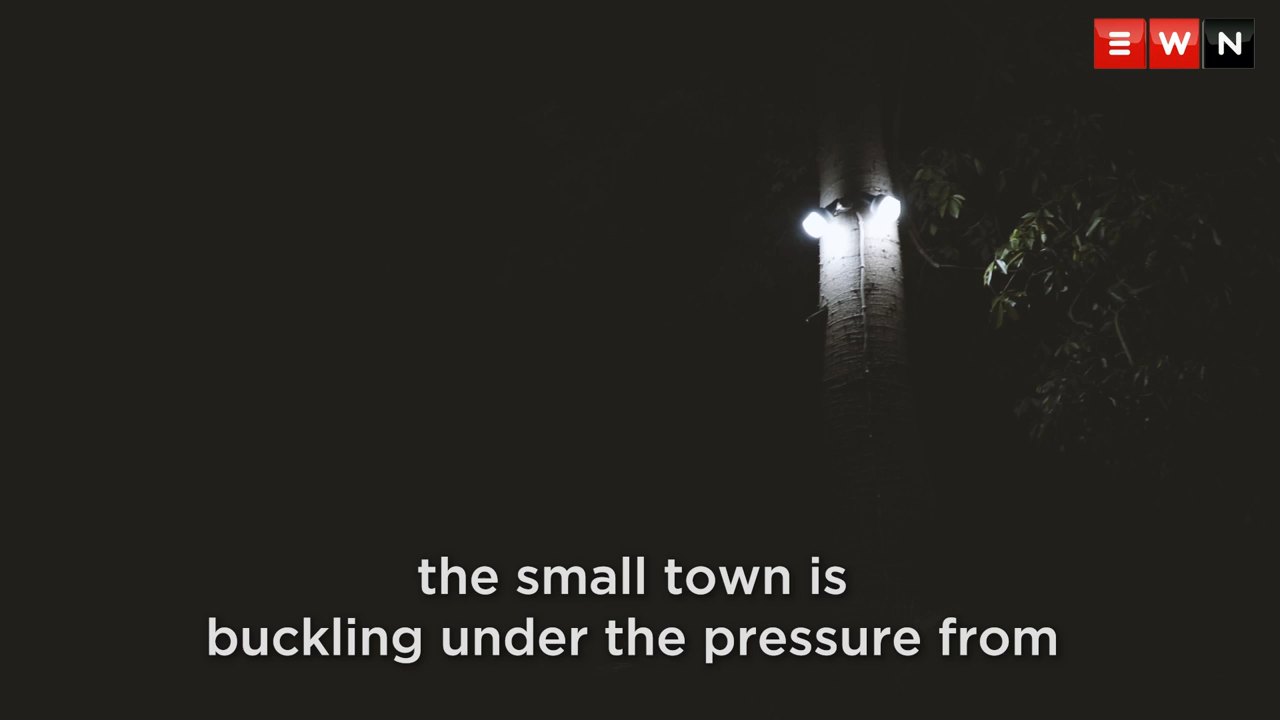 EWN
the small town is
buckling under the pressure from